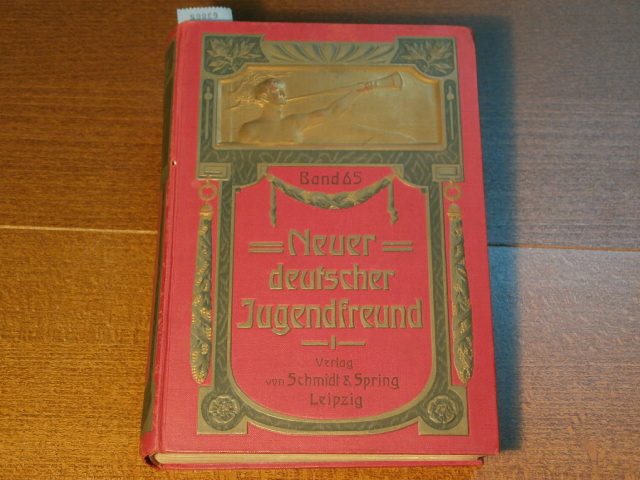 Band 65
Neuer
deutscher
Jugendfreund
Verlag
von Schmidt & Spring
Leipzig